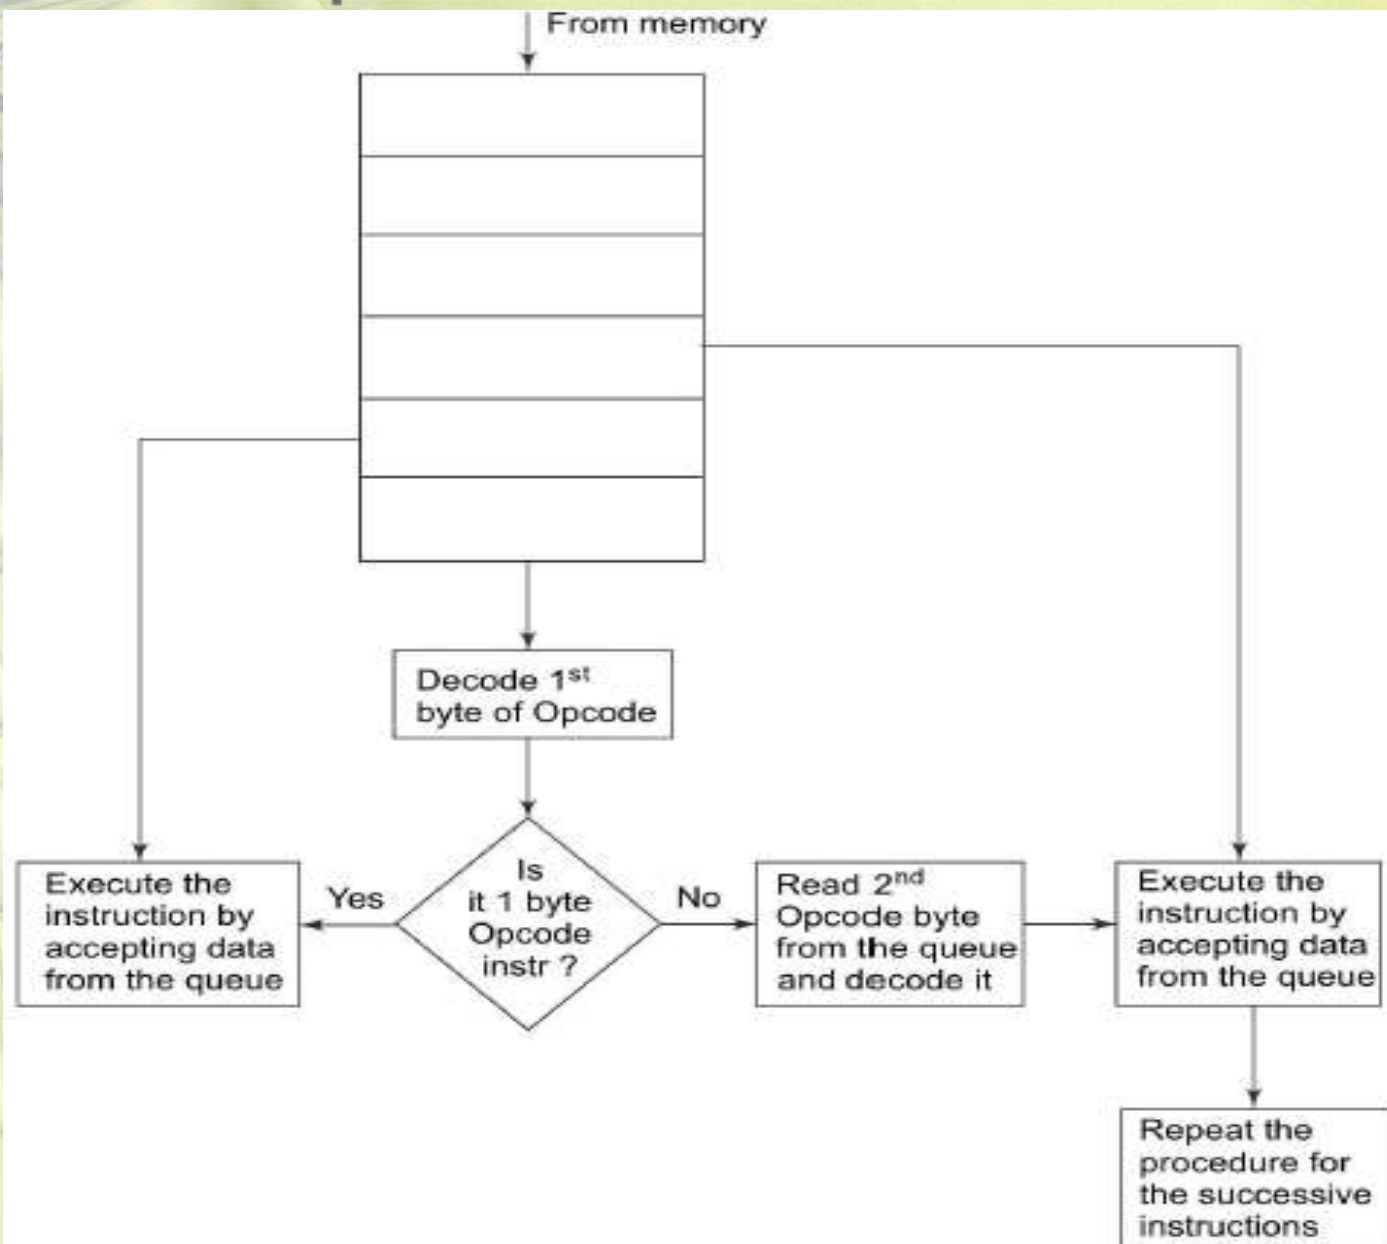 From memory
Decode 1st
byte of Opcode
Execute the
instruction by
accepting data
from the queue
Yes
Is
it 1 byte
Opcode
instr ?
No
Read 2nd
Opcode byte
from the queue
and decode it
Execute the
instruction by
accepting data
from the queue
Repeat the
procedure for
the successive
instructions